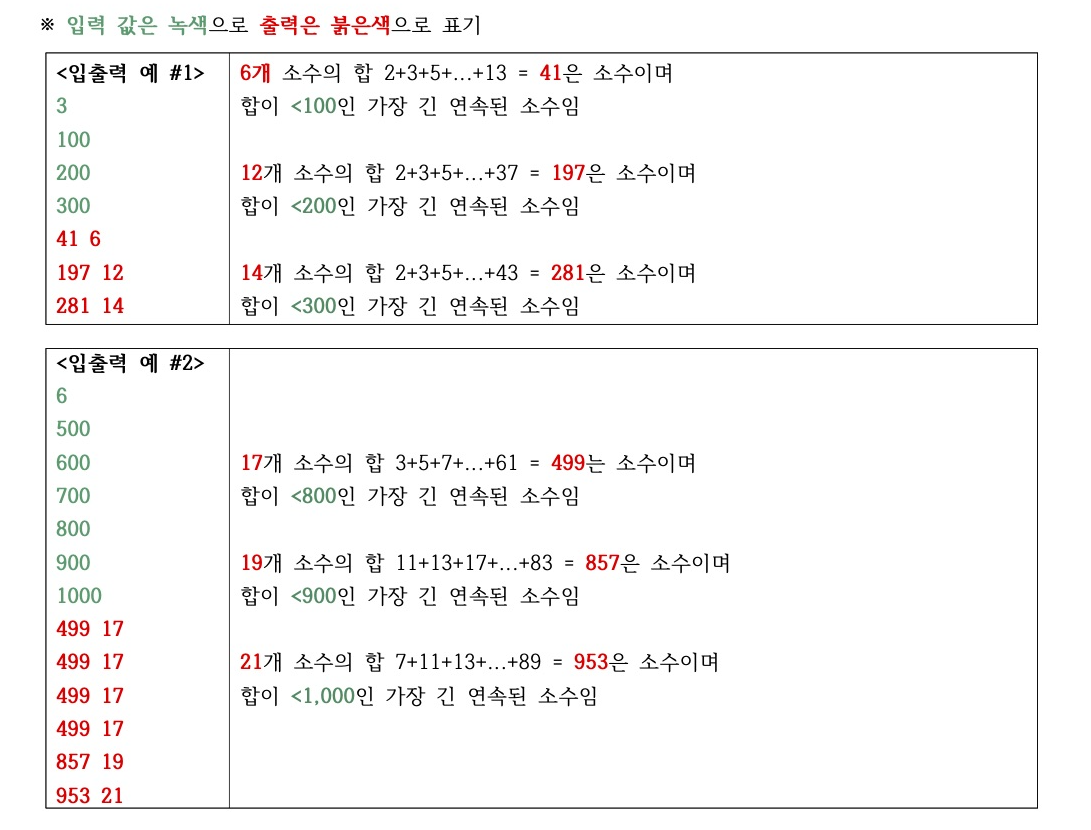 ※ 입력 값은 녹색으로 출력은 붉은색으로 표기
<입출력 예 #1>
3
100
200
300
41 6
197 12
281 14
6개 소수의 합 2+3+5+...+13 = 41은 소수이며
합이 <100인 가장 긴 연속된 소수임
12개 소수의 합 2+3+5+...+37 = 197은 소수이며
합이 <200인 가장 긴 연속된 소수임
14개 소수의 합 2+3+5+...+43 = 281은 소수이며
합이 <300인 가장 긴 연속된 소수임
<입출력 예 #2>
6
500
600
700
800
900
1000
499 17
499 17
499 17
499 17
857 19
953 21
17개 소수의 합 3+5+7+...+61 = 499는 소수이며
합이 <800인 가장 긴 연속된 소수임
19개 소수의 합 11+13+17+...+83 = 857은 소수이며
합이 <900인 가장 긴 연속된 소수임
21개 소수의 합 7+11+13+...+89 = 953은 소수이며
합이 <1,000인 가장 긴 연속된 소수임